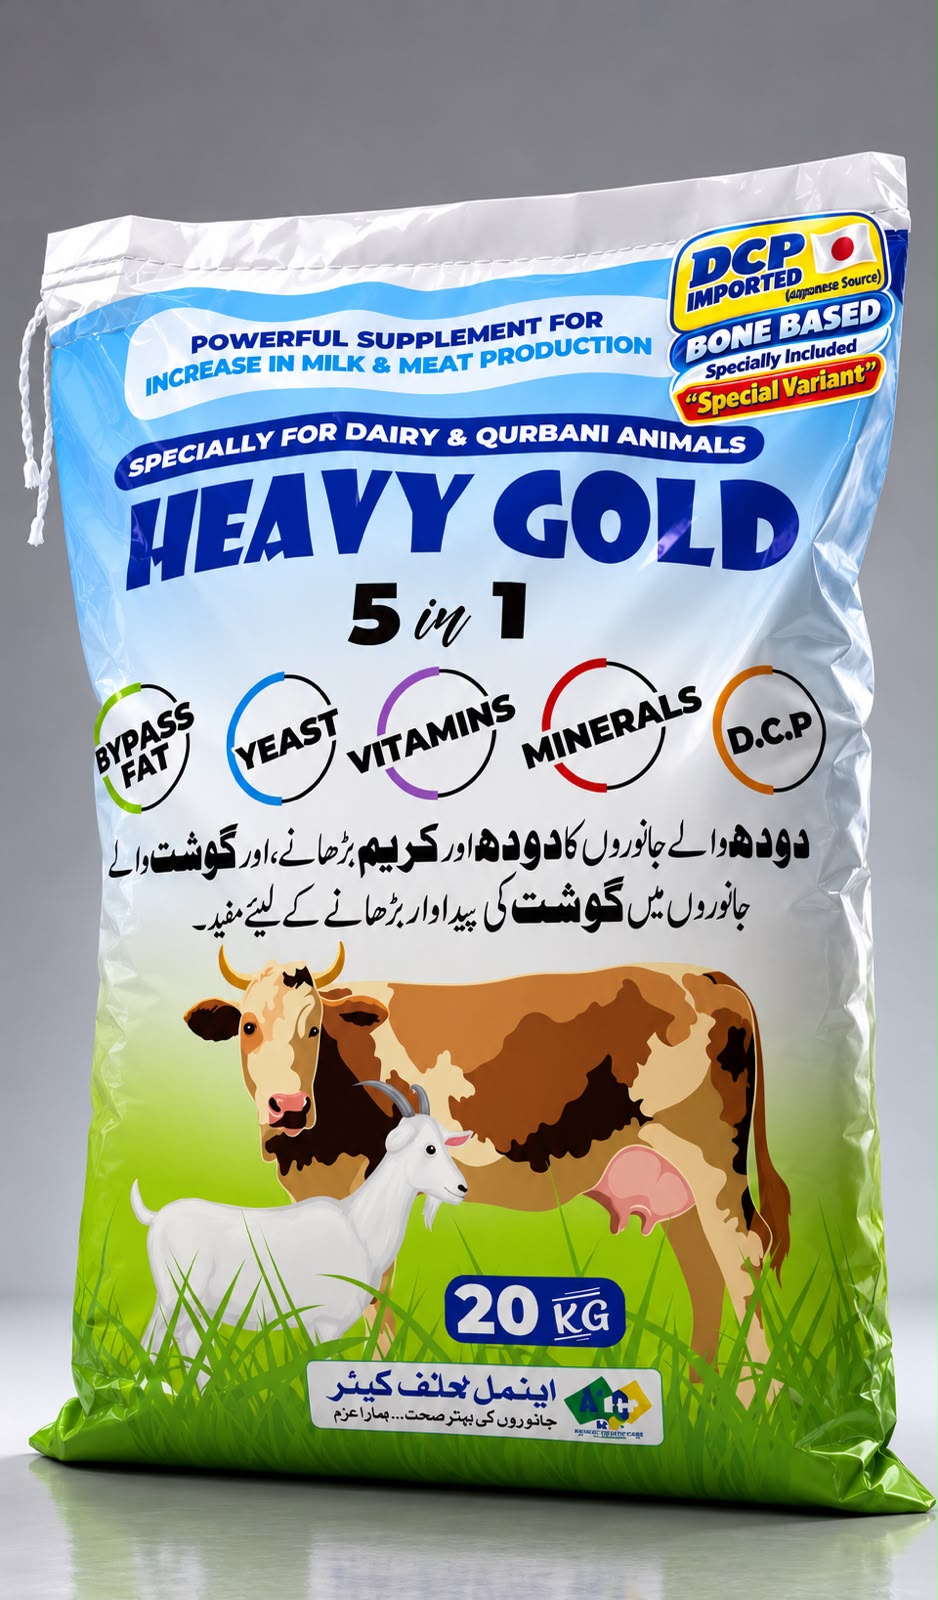 DCP
IMPORTED
Source)
BONE BASED
Specially Included
"Special Variant"
POWERFUL SUPPLEMENT FOR
INCREASE IN MILK & MEAT PRODUCTION
SPECIALLY FOR DAIRY & QURBANI ANIMALS
HEAVY GOLD
5 in 1
BYPASS
FAT
YEAST
VITAMINS
MINERALS
D.C.P
دودھ والے جانوروں کا دودھ اور کریم بڑھانے، اور گوشت والے
جانوروں میں گوشت کی پیداوار بڑھانے کے لیئے مفید۔
20 KG
اینمل کیئر
جانوروں کی بہتر صحت... ہمارا عزم